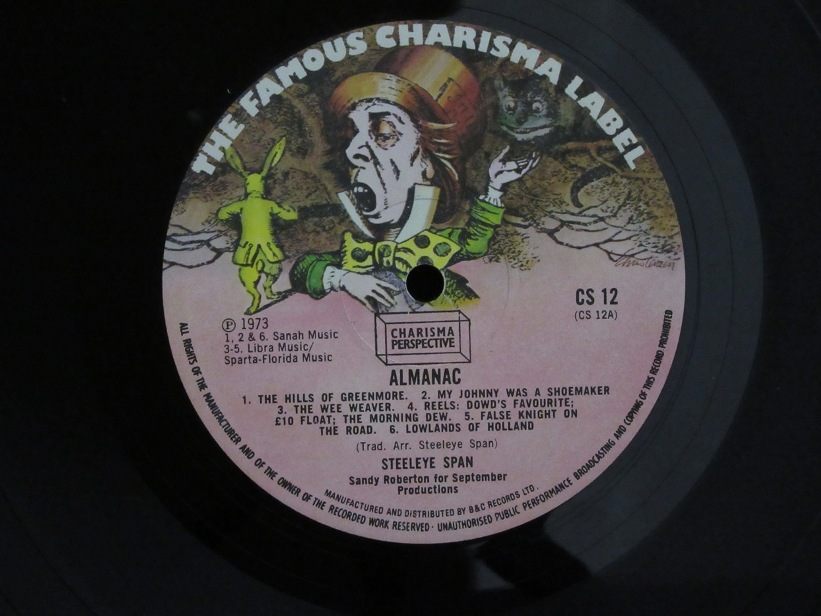 THE FAMOUS CHARISMA LABEL
CS 12
(CS 12A)
Ⓟ 1973
1, 2 & 6. Sanah Music
3-5. Libra Music/
Sparta-Florida Music
CHARISMA
PERSPECTIVE
ALMANAC
1. THE HILLS OF GREENMORE. 2. MY JOHNNY WAS A SHOEMAKER
3. THE WEE WEAVER. 4. REELS: DOWD'S FAVOURITE;
£10 FLOAT; THE MORNING DEW. 5. FALSE KNIGHT ON
THE ROAD. 6. LOWLANDS OF HOLLAND
(Trad. Arr. Steeleye Span)
STEELEYE SPAN
Sandy Roberton for September
Productions
MANUFACTURED AND DISTRIBUTED BY B&C RECORDS LTD.
ALL RIGHTS OF THE MANUFACTURER AND OF THE OWNER OF THE RECORDED WORK RESERVED · UNAUTHORISED PUBLIC PERFORMANCE BROADCASTING AND COPYING OF THIS RECORD PROHIBITED